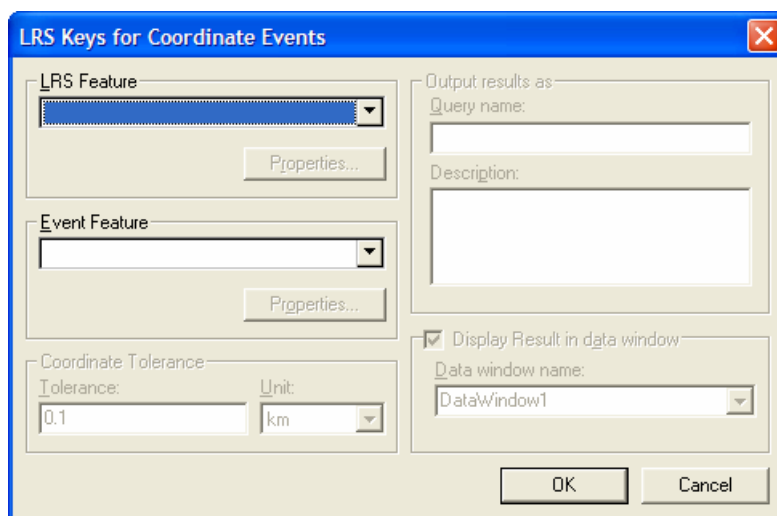 LRS Keys for Coordinate Events
LRS Feature
Properties...
Event Feature
Properties...
Coordinate Tolerance
Tolerance: Unit:
0.1 km
Output results as
Query name:
Description:
Display Result in data window
Data window name:
DataWindow1
OK Cancel